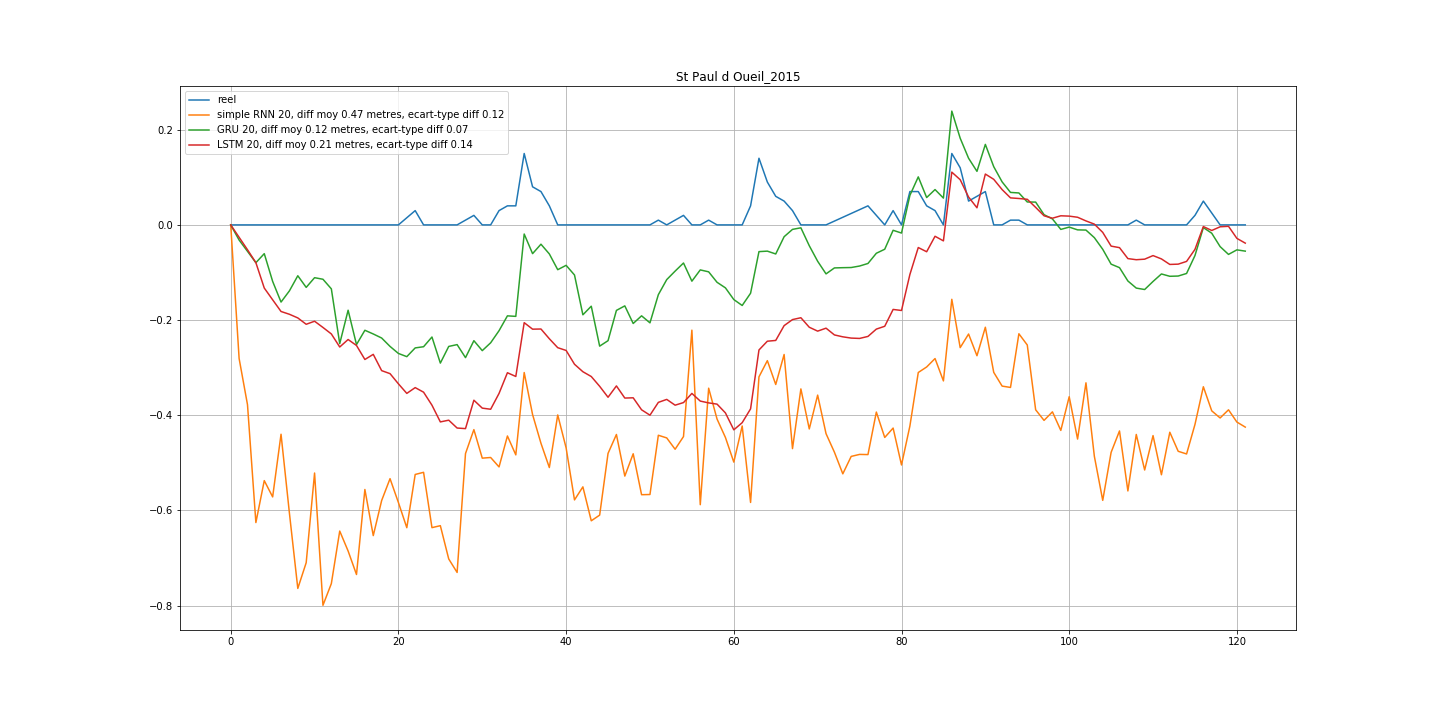 St Paul d Oueil_2015
reel
simple RNN 20, diff moy 0.47 metres, ecart-type diff 0.12
GRU 20, diff moy 0.12 metres, ecart-type diff 0.07
LSTM 20, diff moy 0.21 metres, ecart-type diff 0.14
0.2
0.0
−0.2
−0.4
−0.6
−0.8
0 20 40 60 80 100 120